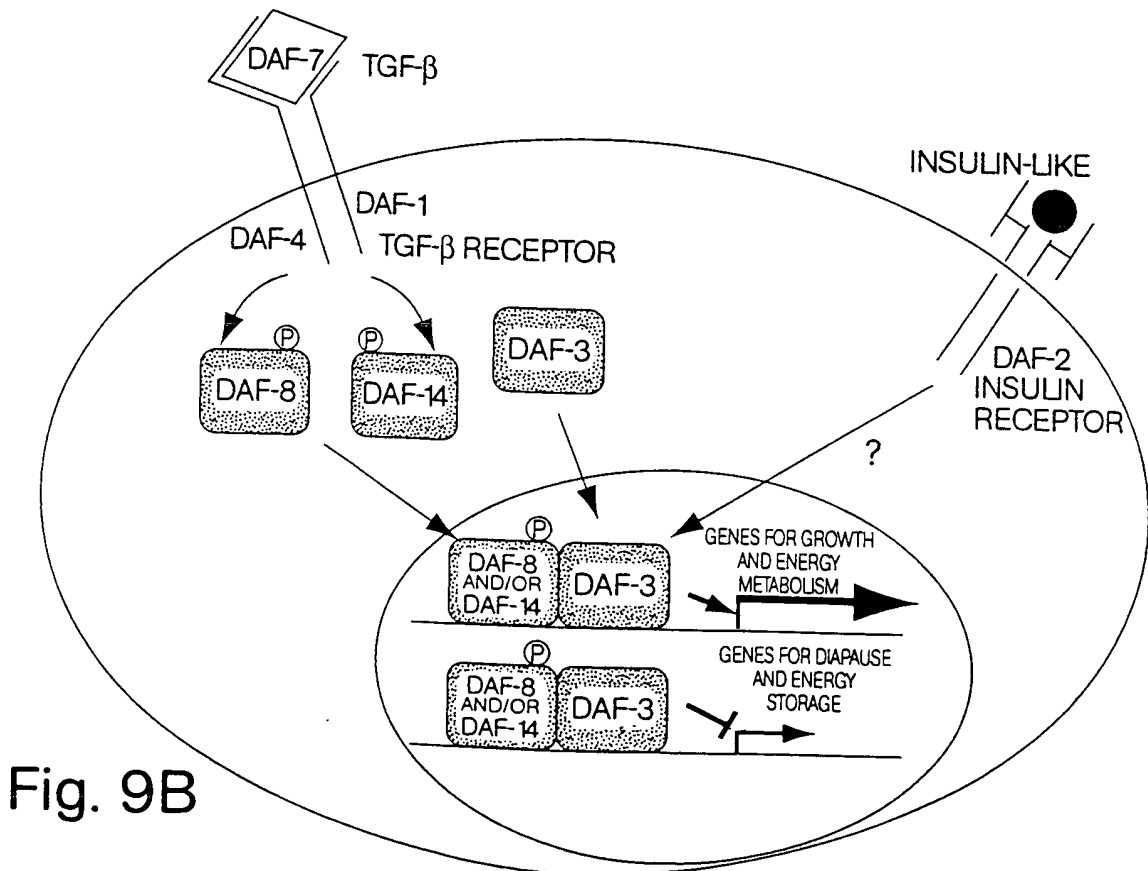 DAF-7
TGF-β
INSULIN-LIKE
DAF-1
DAF-4
TGF-β RECEPTOR
P
P
DAF-8
DAF-14
DAF-3
DAF-2
INSULIN
RECEPTOR
?
P
DAF-8
AND/OR
DAF-14
DAF-3
GENES FOR GROWTH
AND ENERGY
METABOLISM
P
DAF-8
AND/OR
DAF-14
DAF-3
GENES FOR DIAPAUSE
AND ENERGY
STORAGE
Fig. 9B